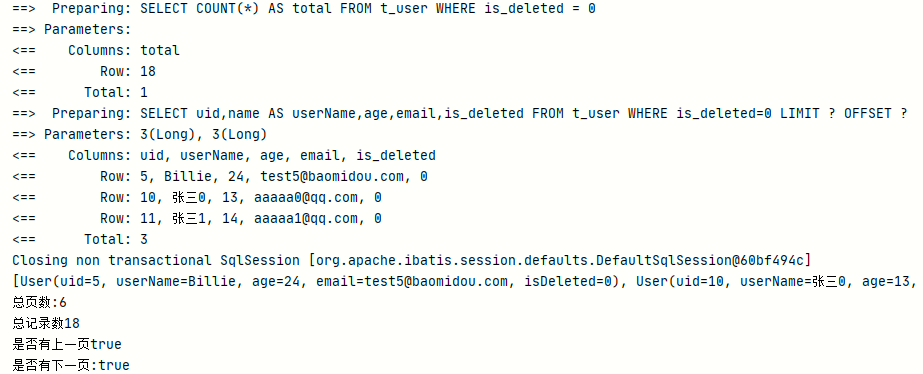 ==>  Preparing: SELECT COUNT(*) AS total FROM t_user WHERE is_deleted = 0
==> Parameters:
<==    Columns: total
<==        Row: 18
<==      Total: 1
==>  Preparing: SELECT uid,name AS userName,age,email,is_deleted FROM t_user WHERE is_deleted=0 LIMIT ? OFFSET ?
==> Parameters: 3(Long), 3(Long)
<==    Columns: uid, userName, age, email, is_deleted
<==        Row: 5, Billie, 24, test5@baomidou.com, 0
<==        Row: 10, 张三0, 13, aaaaa0@qq.com, 0
<==        Row: 11, 张三1, 14, aaaaa1@qq.com, 0
<==      Total: 3
Closing non transactional SqlSession [org.apache.ibatis.session.defaults.DefaultSqlSession@60bf494c]
[User(uid=5, userName=Billie, age=24, email=test5@baomidou.com, isDeleted=0), User(uid=10, userName=张三0, age=13,
总页数:6
总记录数18
是否有上一页true
是否有下一页:true